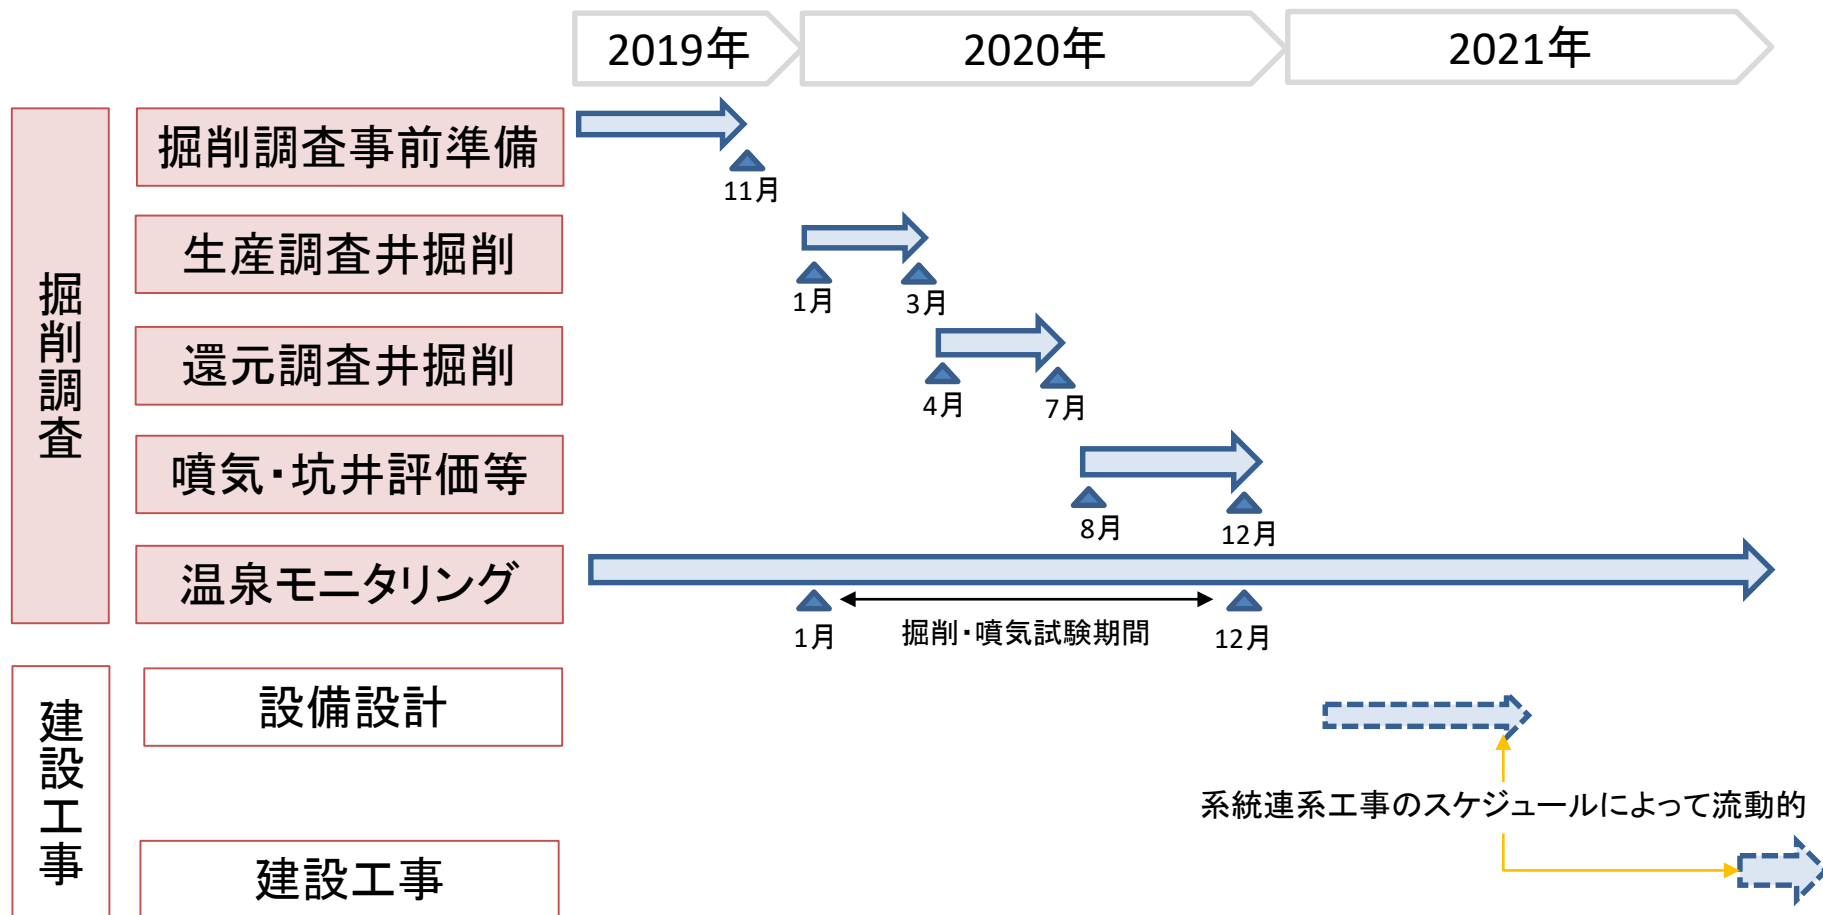 2019年
2020年
2021年
掘削調査
掘削調査事前準備
11月
生産調査井掘削
1月
3月
還元調査井掘削
4月
7月
噴気・坑井評価等
8月
12月
温泉モニタリング
1月
掘削・噴気試験期間
12月
建設工事
設備設計
系統連系工事のスケジュールによって流動的
建設工事